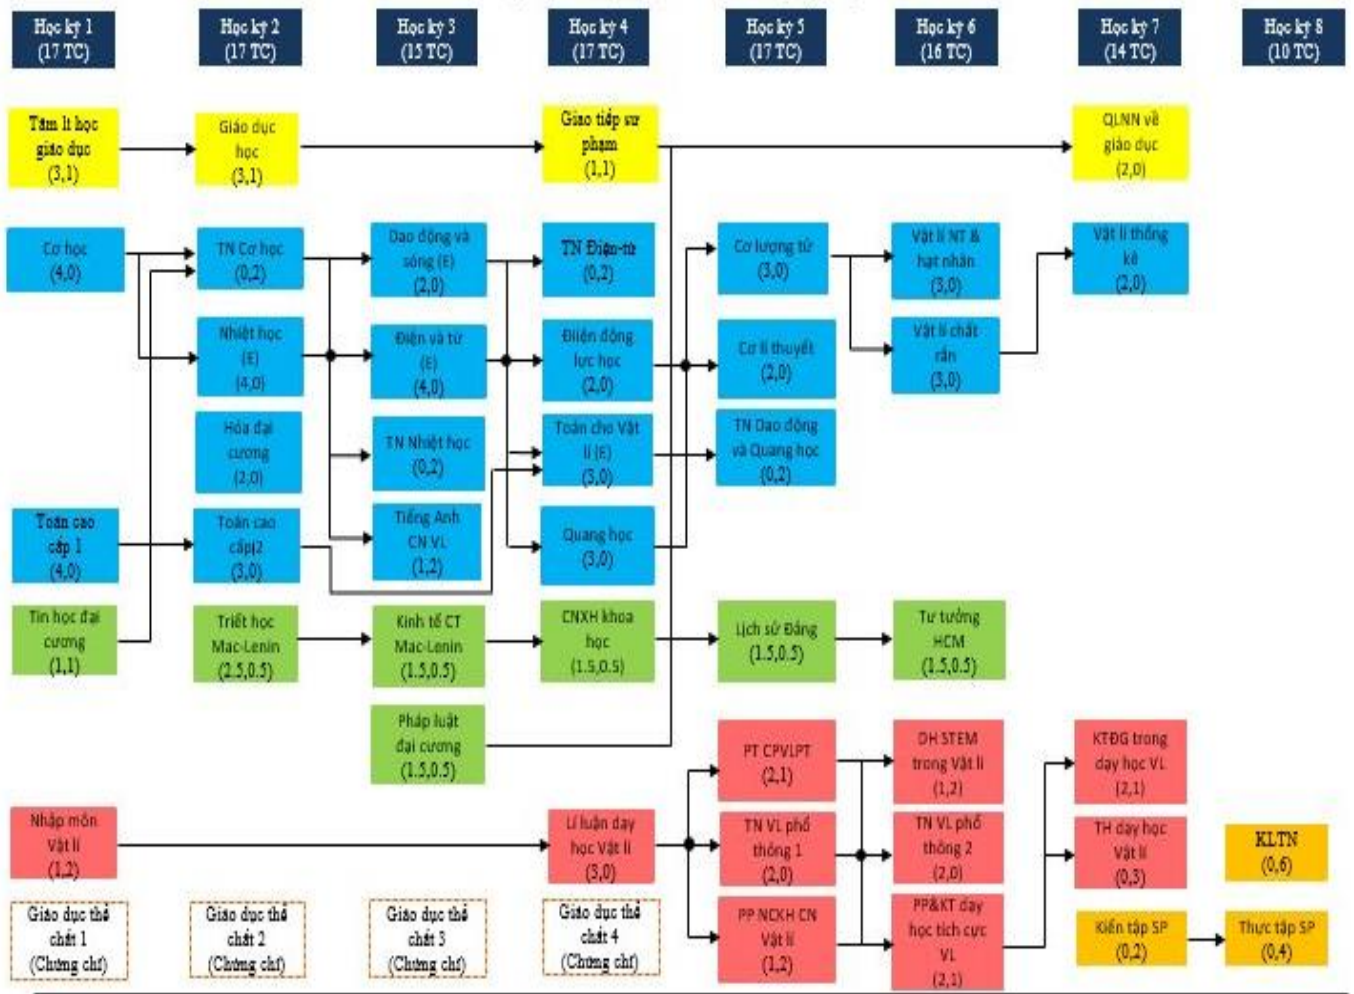 Học kỳ 1
(17 TC)
Học kỳ 2
(17 TC)
Học kỳ 3
(15 TC)
Học kỳ 4
(17 TC)
Học kỳ 5
(17 TC)
Học kỳ 6
(16 TC)
Học kỳ 7
(14 TC)
Học kỳ 8
(10 TC)
Tâm lí học
giáo dục
(3,1)
Giáo dục
học
(3,1)
Giao tiếp sư
phạm
(1,1)
QLNN về
giáo dục
(2,0)
Cơ học
(4,0)
TN Cơ học
(0,2)
Dao động và
sóng (E)
(2,0)
TN Điện-từ
(0,2)
Cơ lượng tử
(3,0)
Vật lí NT &
hạt nhân
(3,0)
Vật lí thống
kê
(2,0)
Nhiệt học
(E)
(4,0)
Điện và từ
(E)
(4,0)
Điiện động
lực học
(2,0)
Cơ lí thuyết
(2,0)
Vật lí chất
rắn
(3,0)
Hóa đại
cương
(2,0)
TN Nhiệt học
(0,2)
Toán cho Vật
lí (E)
(3,0)
TN Dao động
và Quang học
(0,2)
Toán cao
cấp 1
(4,0)
Toán cao
cấp|2
(3,0)
Tiếng Anh
CN VL
(1,2)
Quang học
(3,0)
Tin học đại
cương
(1,1)
Triết học
Mac-Lenin
(2.5,0.5)
Kinh tế CT
Mac-Lenin
(1.5,0.5)
CNXH khoa
học
(1.5,0.5)
Lịch sử Đảng
(1.5,0.5)
Tư tưởng
HCM
(1.5,0.5)
Pháp luật
đại cương
(1.5,0.5)
PT CPVLPT
(2,1)
DH STEM
trong Vật lí
(1,2)
KTĐG trong
dạy học VL
(2,1)
Nhập môn
Vật lí
(1,2)
Lí luận dạy
học Vật lí
(3,0)
TN VL phổ
thông 1
(2,0)
TN VL phổ
thông 2
(2,0)
TH dạy học
Vật lí
(0,3)
KLTN
(0,6)
Giáo dục thể
chất 1
(Chứng chỉ)
Giáo dục thể
chất 2
(Chứng chỉ)
Giáo dục thể
chất 3
(Chứng chỉ)
Giáo dục thể
chất 4
(Chứng chỉ)
PP NCKH CN
Vật lí
(1,2)
PP&KT dạy
học tích cực
VL
(2,1)
Kiến tập SP
(0,2)
Thực tập SP
(0,4)